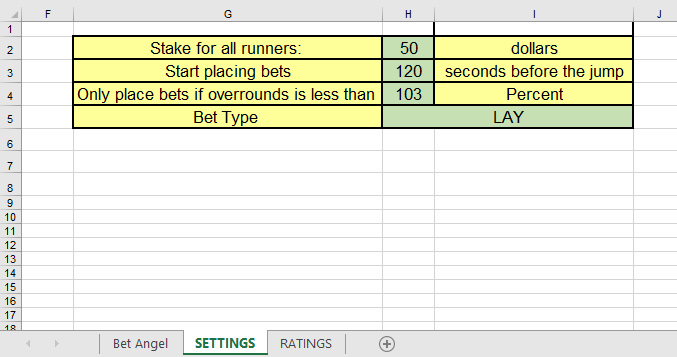 F G H I J
1
2 Stake for all runners: 50 dollars
3 Start placing bets 120 seconds before the jump
4 Only place bets if overrounds is less than 103 Percent
5 Bet Type LAY
6
7
8
9
10
11
12
13
14
15
16
17
18
Bet Angel SETTINGS RATINGS